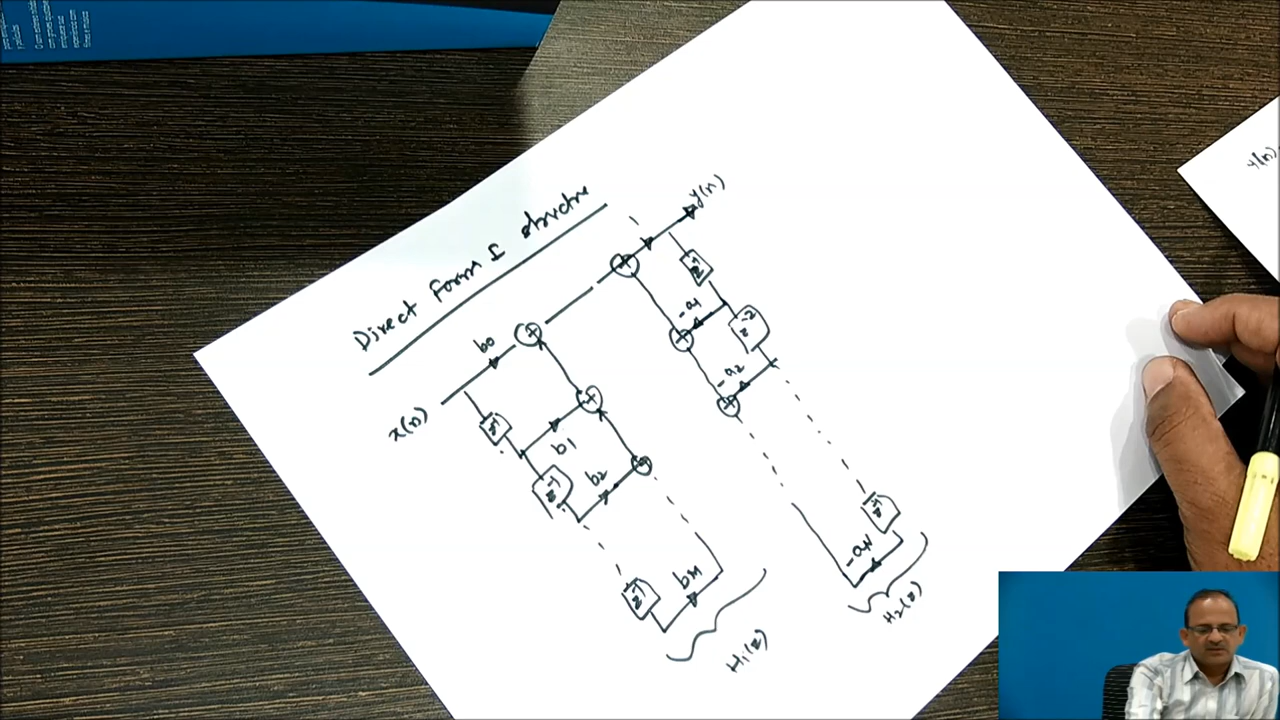 Direct Form I structure
y(n)
x(n)
b0
b1
b2
bM
z-1
z-1
z-1
H1(z)
z-1
z-1
z-1
-a1
-a2
-aN
H2(z)
y(n)